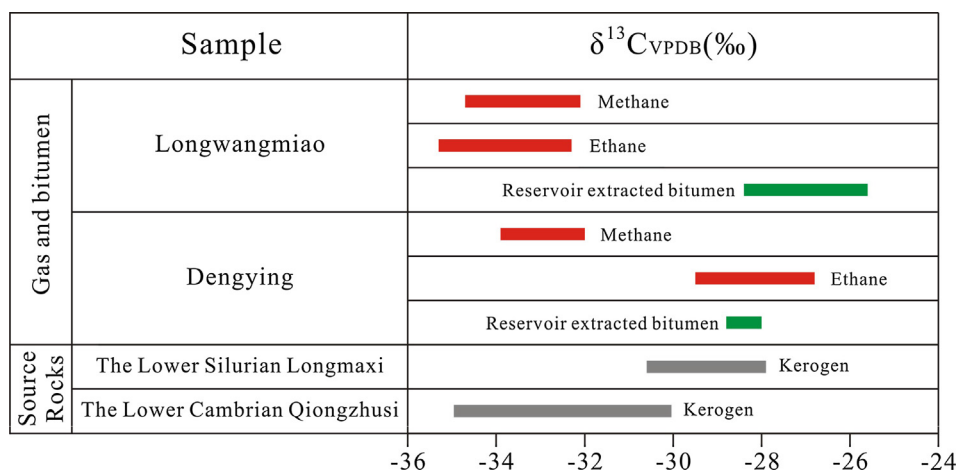 Sample
δ¹³CVPDB(‰)
Gas and bitumen
Longwangmiao
Methane
Ethane
Reservoir extracted bitumen
Dengying
Methane
Ethane
Reservoir extracted bitumen
Source
Rocks
The Lower Silurian Longmaxi
Kerogen
The Lower Cambrian Qiongzhusi
Kerogen
-36 -34 -32 -30 -28 -26 -24